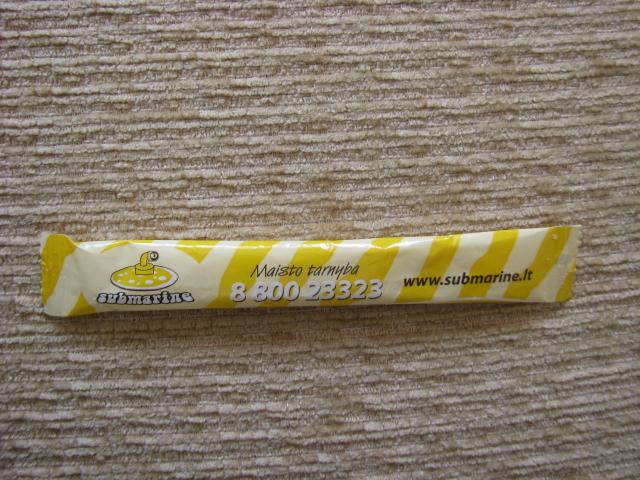 submarine
Maisto tarnyba
8 800 23323
www.submarine.lt